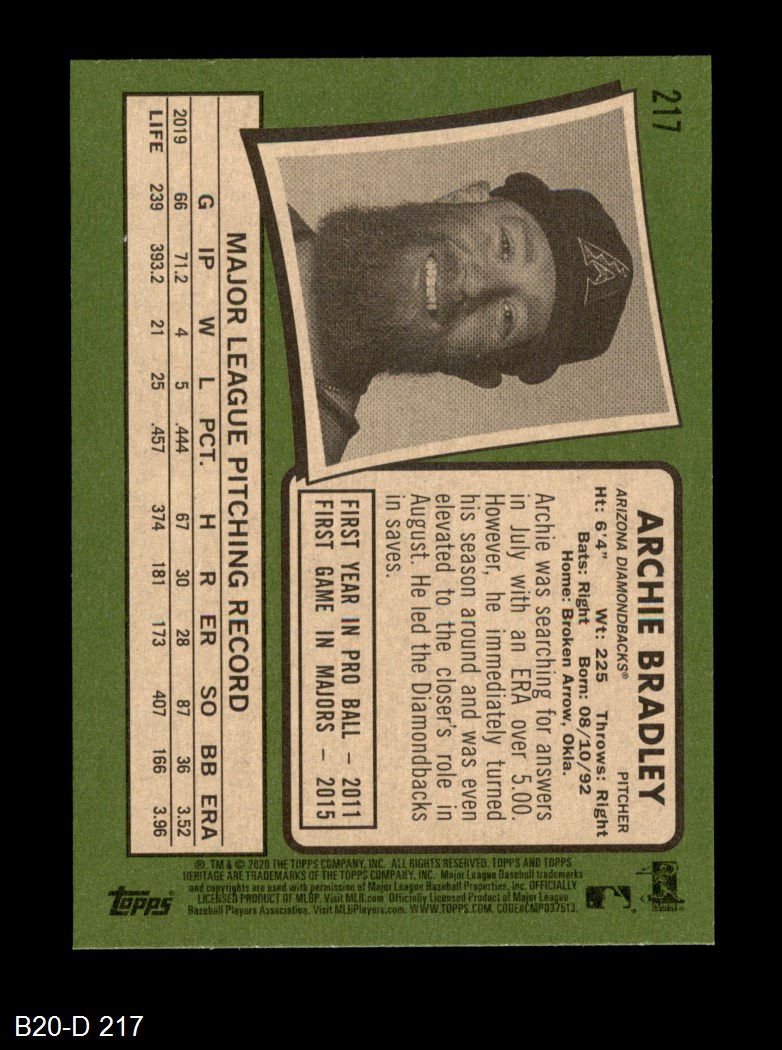 217
ARCHIE BRADLEY
ARIZONA DIAMONDBACKS® PITCHER
Ht: 6'4" Wt: 225 Throws: Right
Bats: Right Born: 08/10/92
Home: Broken Arrow, Okla.
Archie was searching for answers
in July with an ERA over 5.00.
However, he immediately turned
his season around and was even
elevated to the closer's role in
August. He led the Diamondbacks
in saves.
FIRST YEAR IN PRO BALL – 2011
FIRST GAME IN MAJORS – 2015
MAJOR LEAGUE PITCHING RECORD
G IP W L PCT. H R ER SO BB ERA
2019 66 71.2 4 5 .444 67 30 28 87 36 3.52
LIFE 239 393.2 21 25 .457 374 181 173 407 166 3.96
®, TM & © 2020 THE TOPPS COMPANY, INC. ALL RIGHTS RESERVED. TOPPS AND TOPPS
HERITAGE ARE TRADEMARKS OF THE TOPPS COMPANY, INC. Major League Baseball trademarks
and copyrights are used with permission of Major League Baseball Properties, Inc. OFFICIALLY
LICENSED PRODUCT OF MLBP. Visit MLB.com Officially Licensed Product of Major League
Baseball Players Association. Visit MLBPlayers.com. WWW.TOPPS.COM. CODE#CMP037513.
topps
B20-D 217